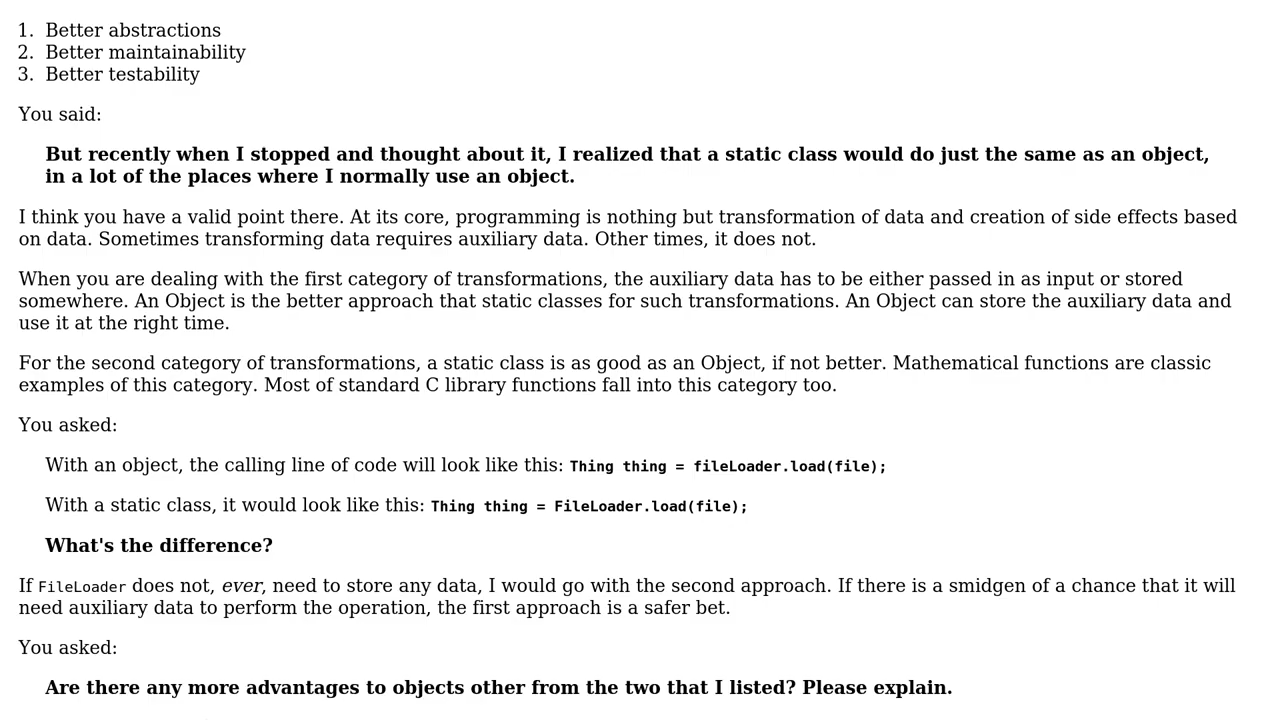 1. Better abstractions
2. Better maintainability
3. Better testability
You said:
But recently when I stopped and thought about it, I realized that a static class would do just the same as an object,
in a lot of the places where I normally use an object.
I think you have a valid point there. At its core, programming is nothing but transformation of data and creation of side effects based
on data. Sometimes transforming data requires auxiliary data. Other times, it does not.
When you are dealing with the first category of transformations, the auxiliary data has to be either passed in as input or stored
somewhere. An Object is the better approach that static classes for such transformations. An Object can store the auxiliary data and
use it at the right time.
For the second category of transformations, a static class is as good as an Object, if not better. Mathematical functions are classic
examples of this category. Most of standard C library functions fall into this category too.
You asked:
With an object, the calling line of code will look like this: Thing thing = fileLoader.load(file);
With a static class, it would look like this: Thing thing = FileLoader.load(file);
What's the difference?
If FileLoader does not, ever, need to store any data, I would go with the second approach. If there is a smidgen of a chance that it will
need auxiliary data to perform the operation, the first approach is a safer bet.
You asked:
Are there any more advantages to objects other from the two that I listed? Please explain.